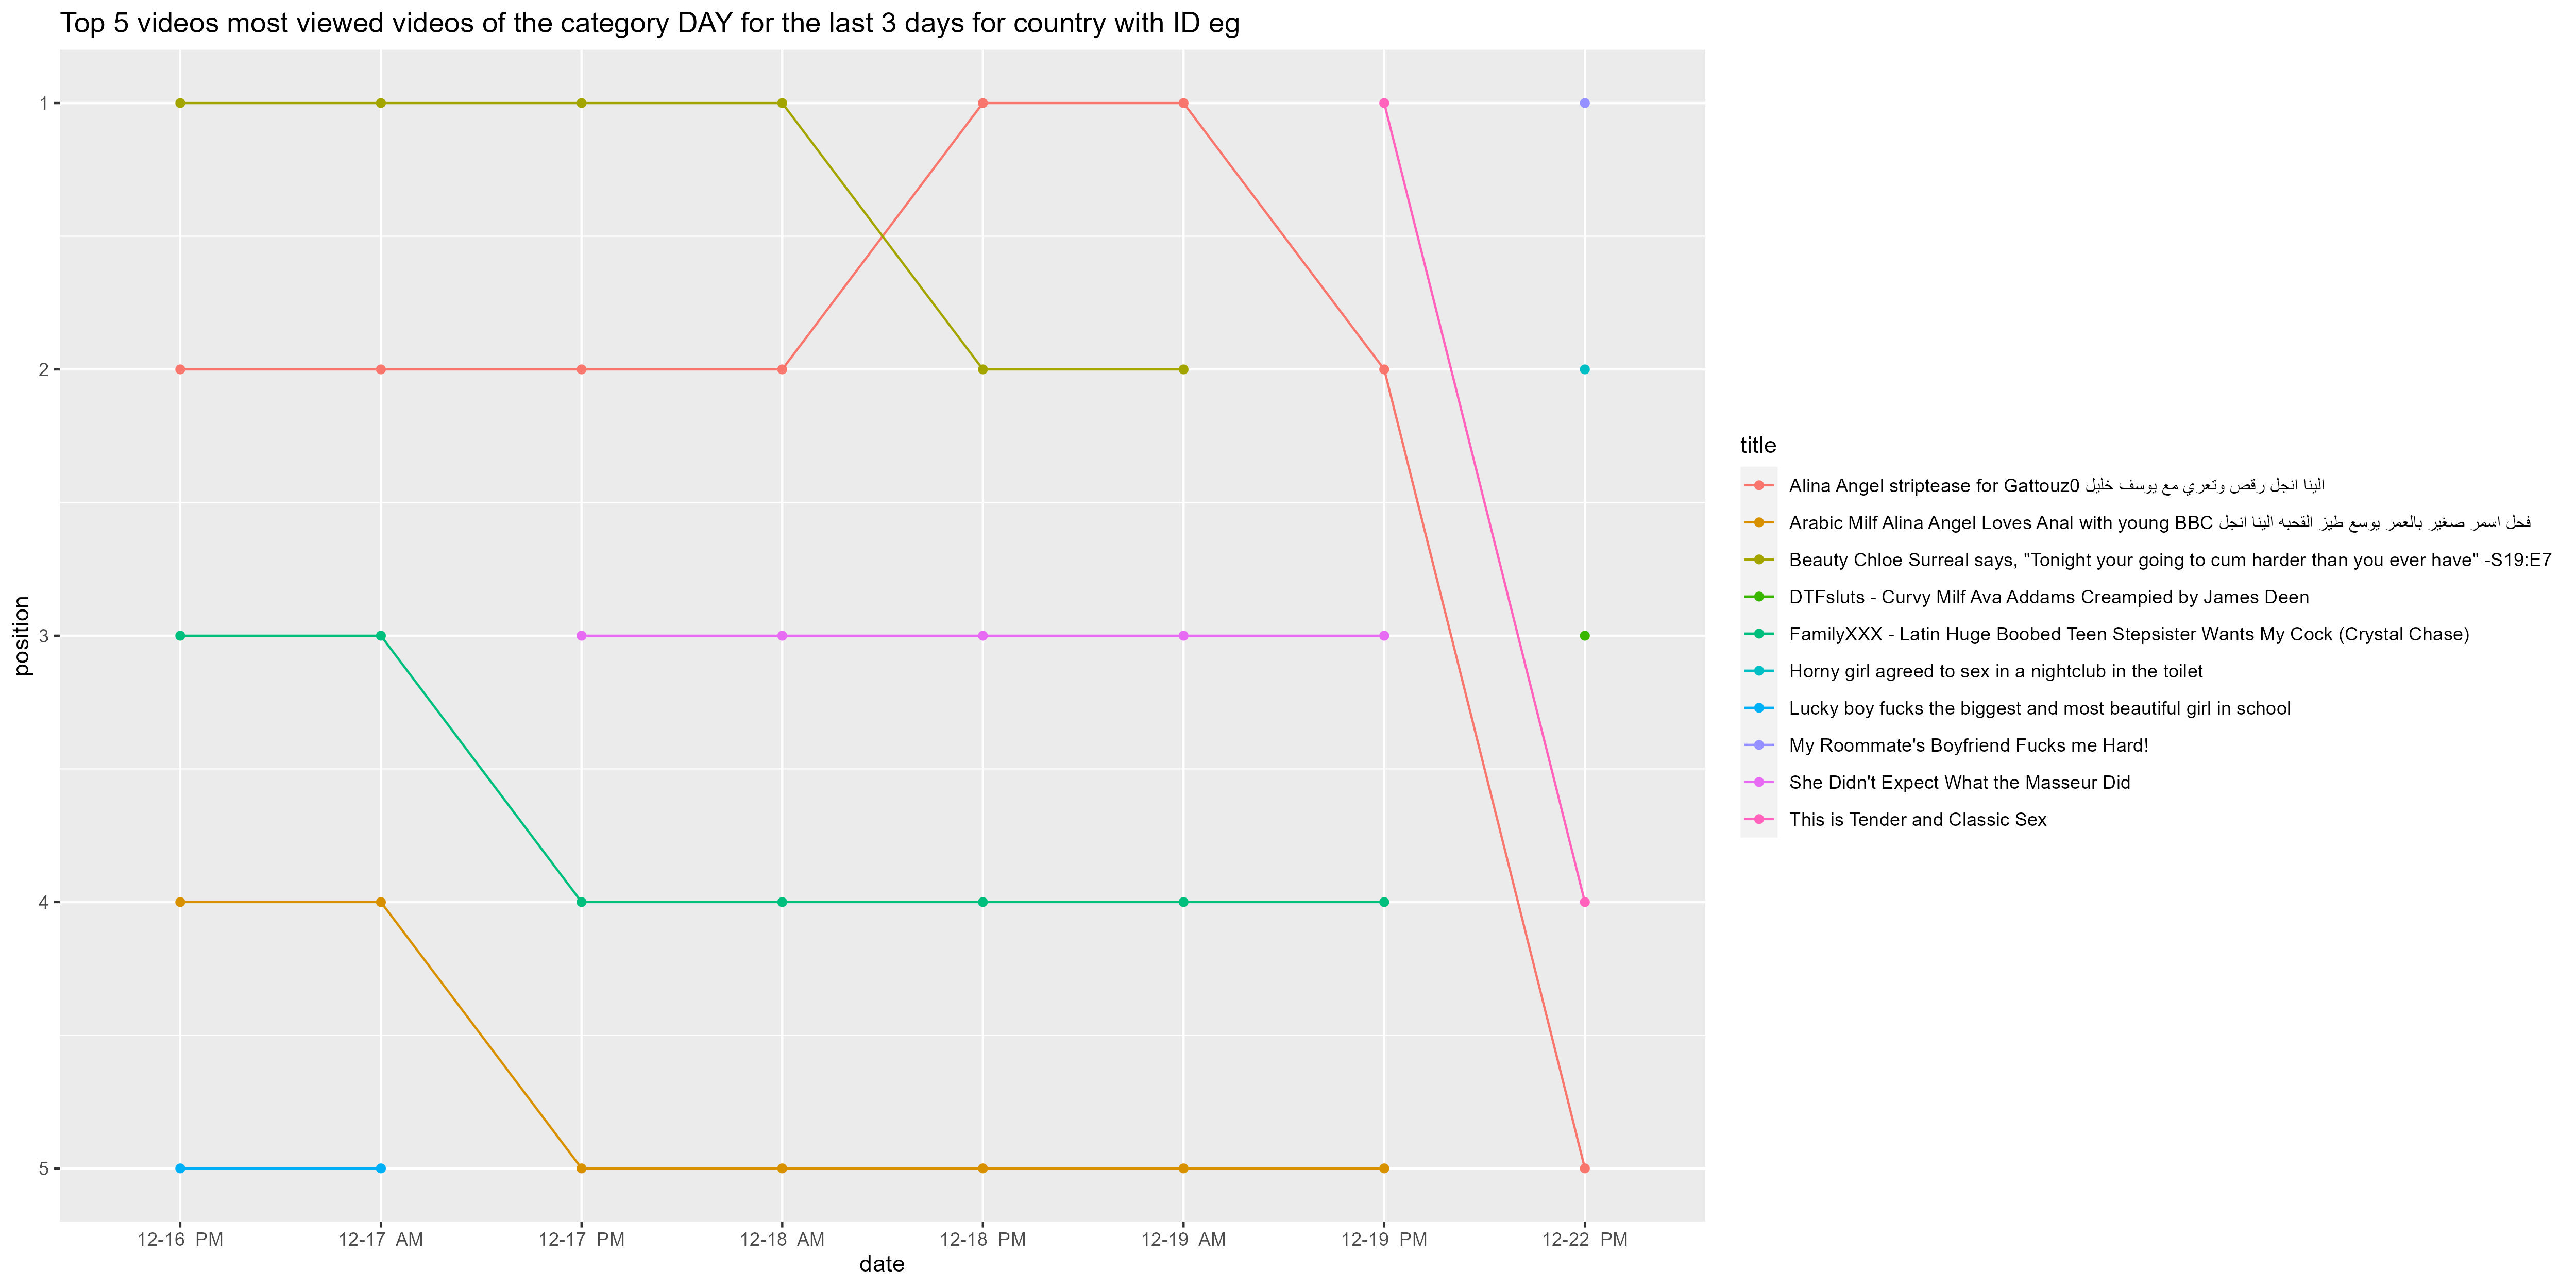 Top 5 videos most viewed videos of the category DAY for the last 3 days for country with ID eg
position
1
2
3
4
5
12-16 PM
12-17 AM
12-17 PM
12-18 AM
12-18 PM
12-19 AM
12-19 PM
12-22 PM
date
title
Alina Angel striptease for Gattouz0 الينا انجل رقص وتعري مع يوسف خليل
Arabic Milf Alina Angel Loves Anal with young BBC فحل اسمر صغير بالعمر يوسع طيز القحبه الينا انجل
Beauty Chloe Surreal says, "Tonight your going to cum harder than you ever have" -S19:E7
DTFsluts - Curvy Milf Ava Addams Creampied by James Deen
FamilyXXX - Latin Huge Boobed Teen Stepsister Wants My Cock (Crystal Chase)
Horny girl agreed to sex in a nightclub in the toilet
Lucky boy fucks the biggest and most beautiful girl in school
My Roommate's Boyfriend Fucks me Hard!
She Didn't Expect What the Masseur Did
This is Tender and Classic Sex